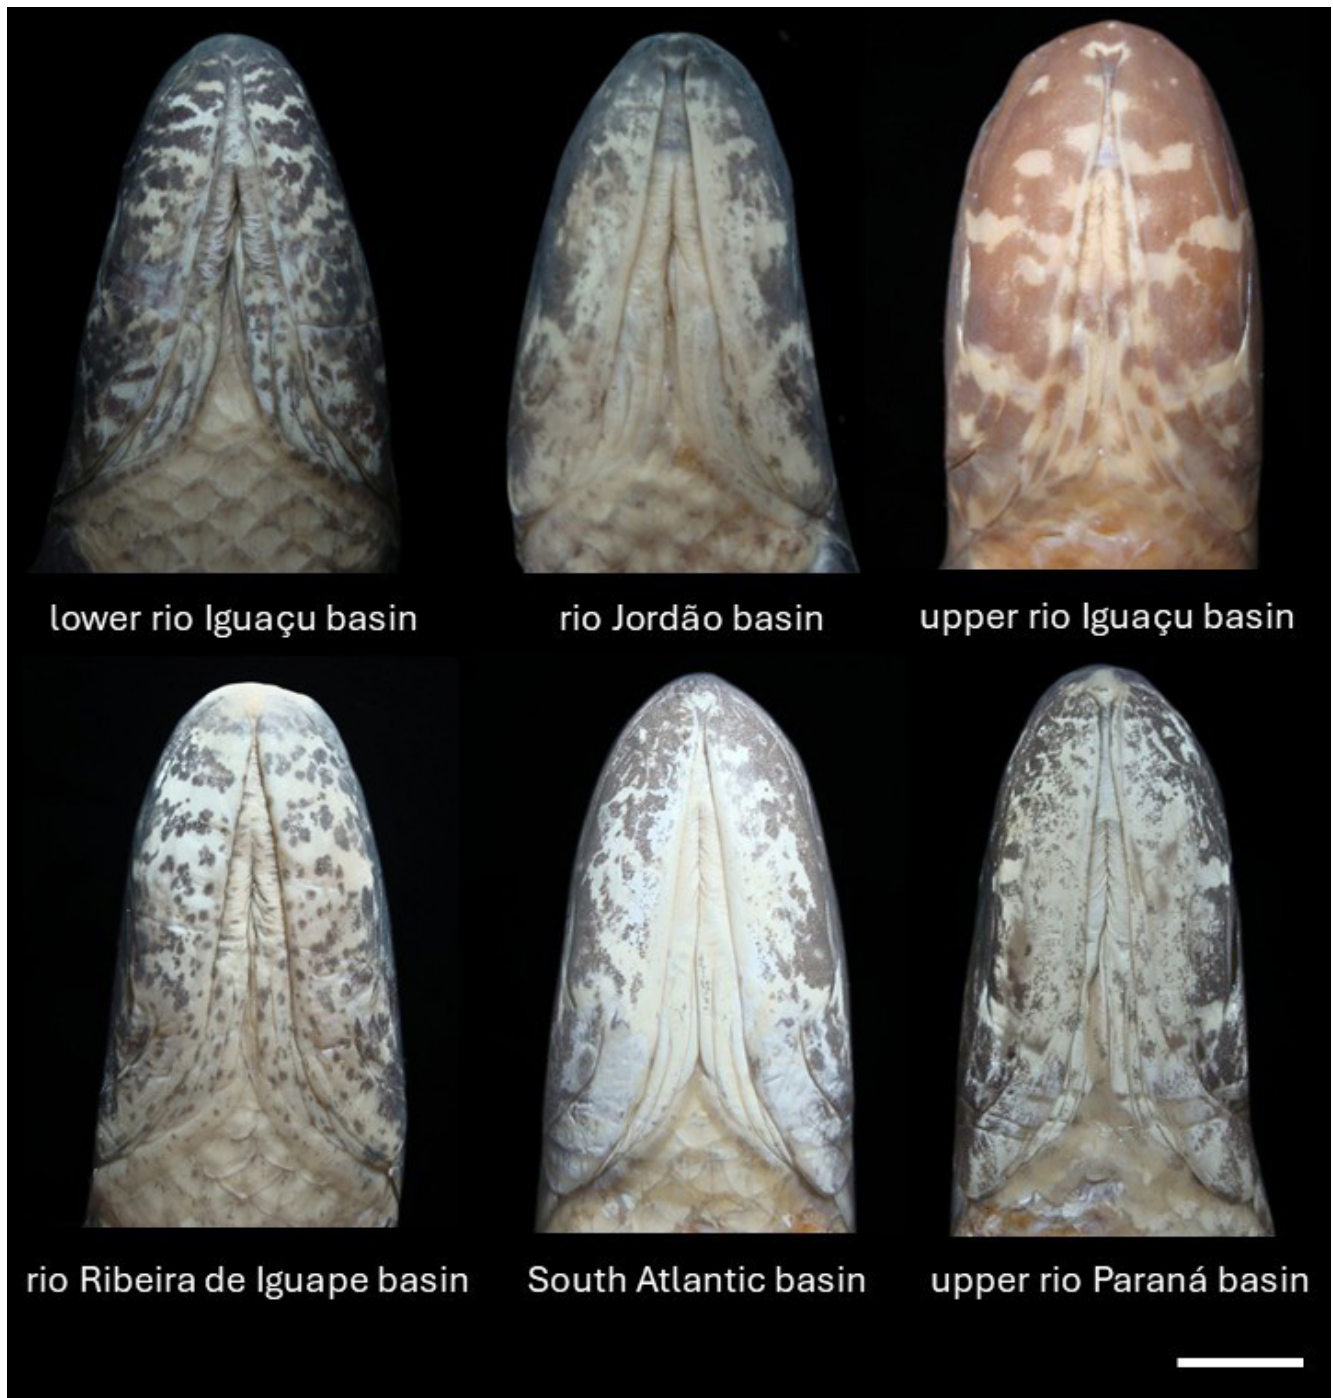 lower rio Iguaçu basin
rio Jordão basin
upper rio Iguaçu basin
rio Ribeira de Iguape basin
South Atlantic basin
upper rio Paraná basin